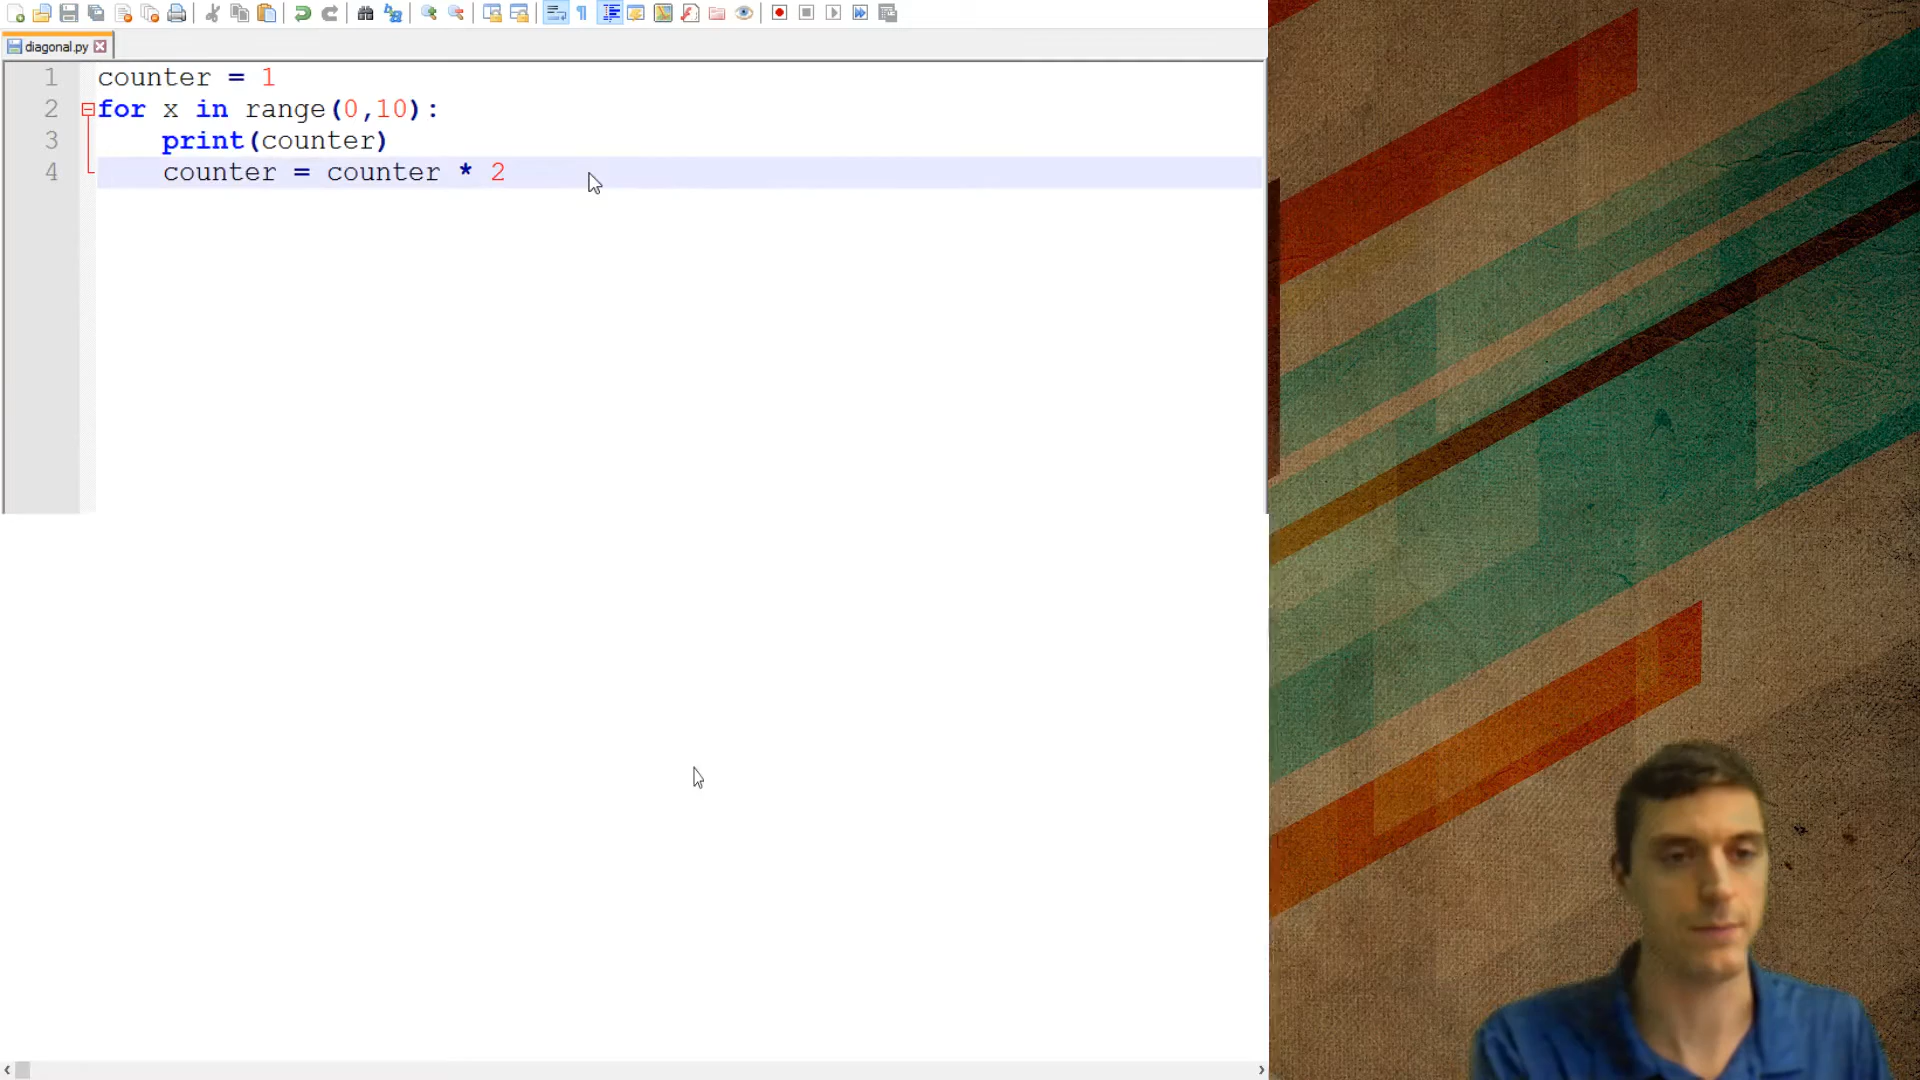 diagonal.py
1 counter = 1
2 for x in range(0,10):
3 print(counter)
4 counter = counter * 2